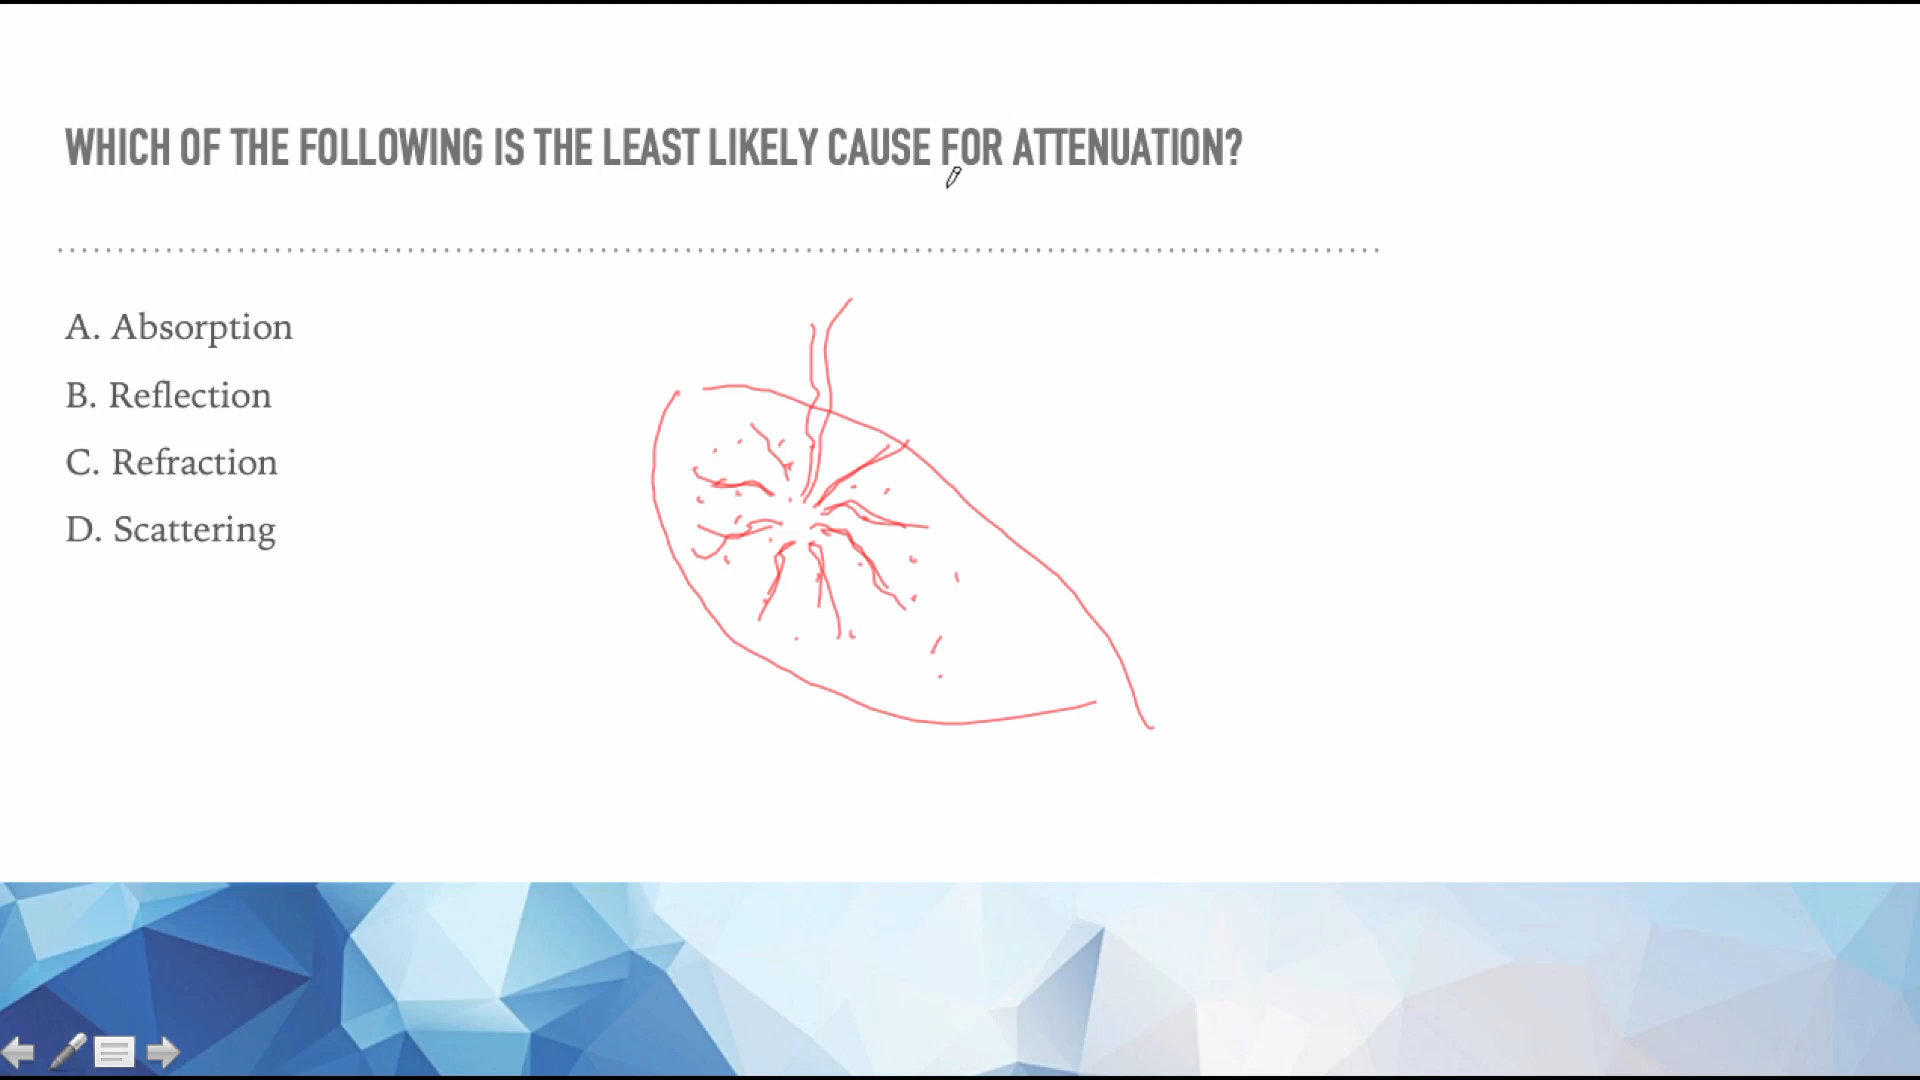 WHICH OF THE FOLLOWING IS THE LEAST LIKELY CAUSE FOR ATTENUATION?
A. Absorption
B. Reflection
C. Refraction
D. Scattering